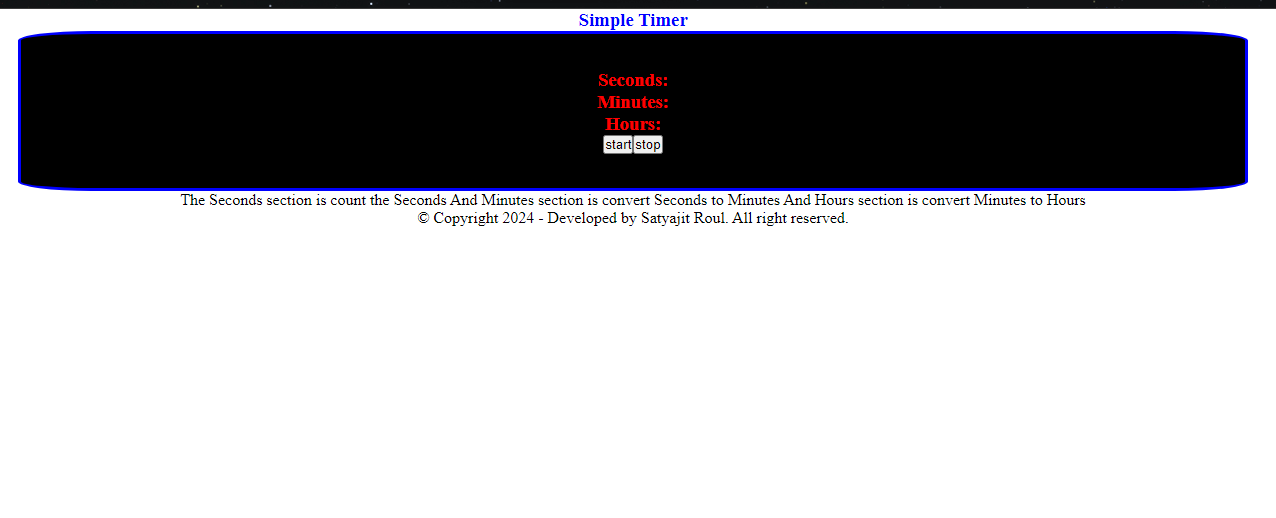 Simple Timer
Seconds:
Minutes:
Hours:
start stop
The Seconds section is count the Seconds And Minutes section is convert Seconds to Minutes And Hours section is convert Minutes to Hours
© Copyright 2024 - Developed by Satyajit Roul. All right reserved.